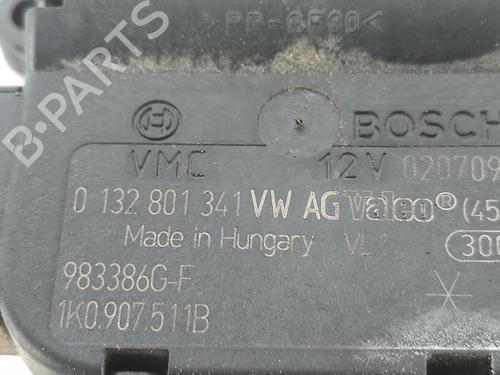 >PP-GF30<
BOSCH
VMC 12V 020709
0 132 801 341 VW AG Valeo® (45
Made in Hungary
300
983386G-F
1K0.907.511B
B-PARTS